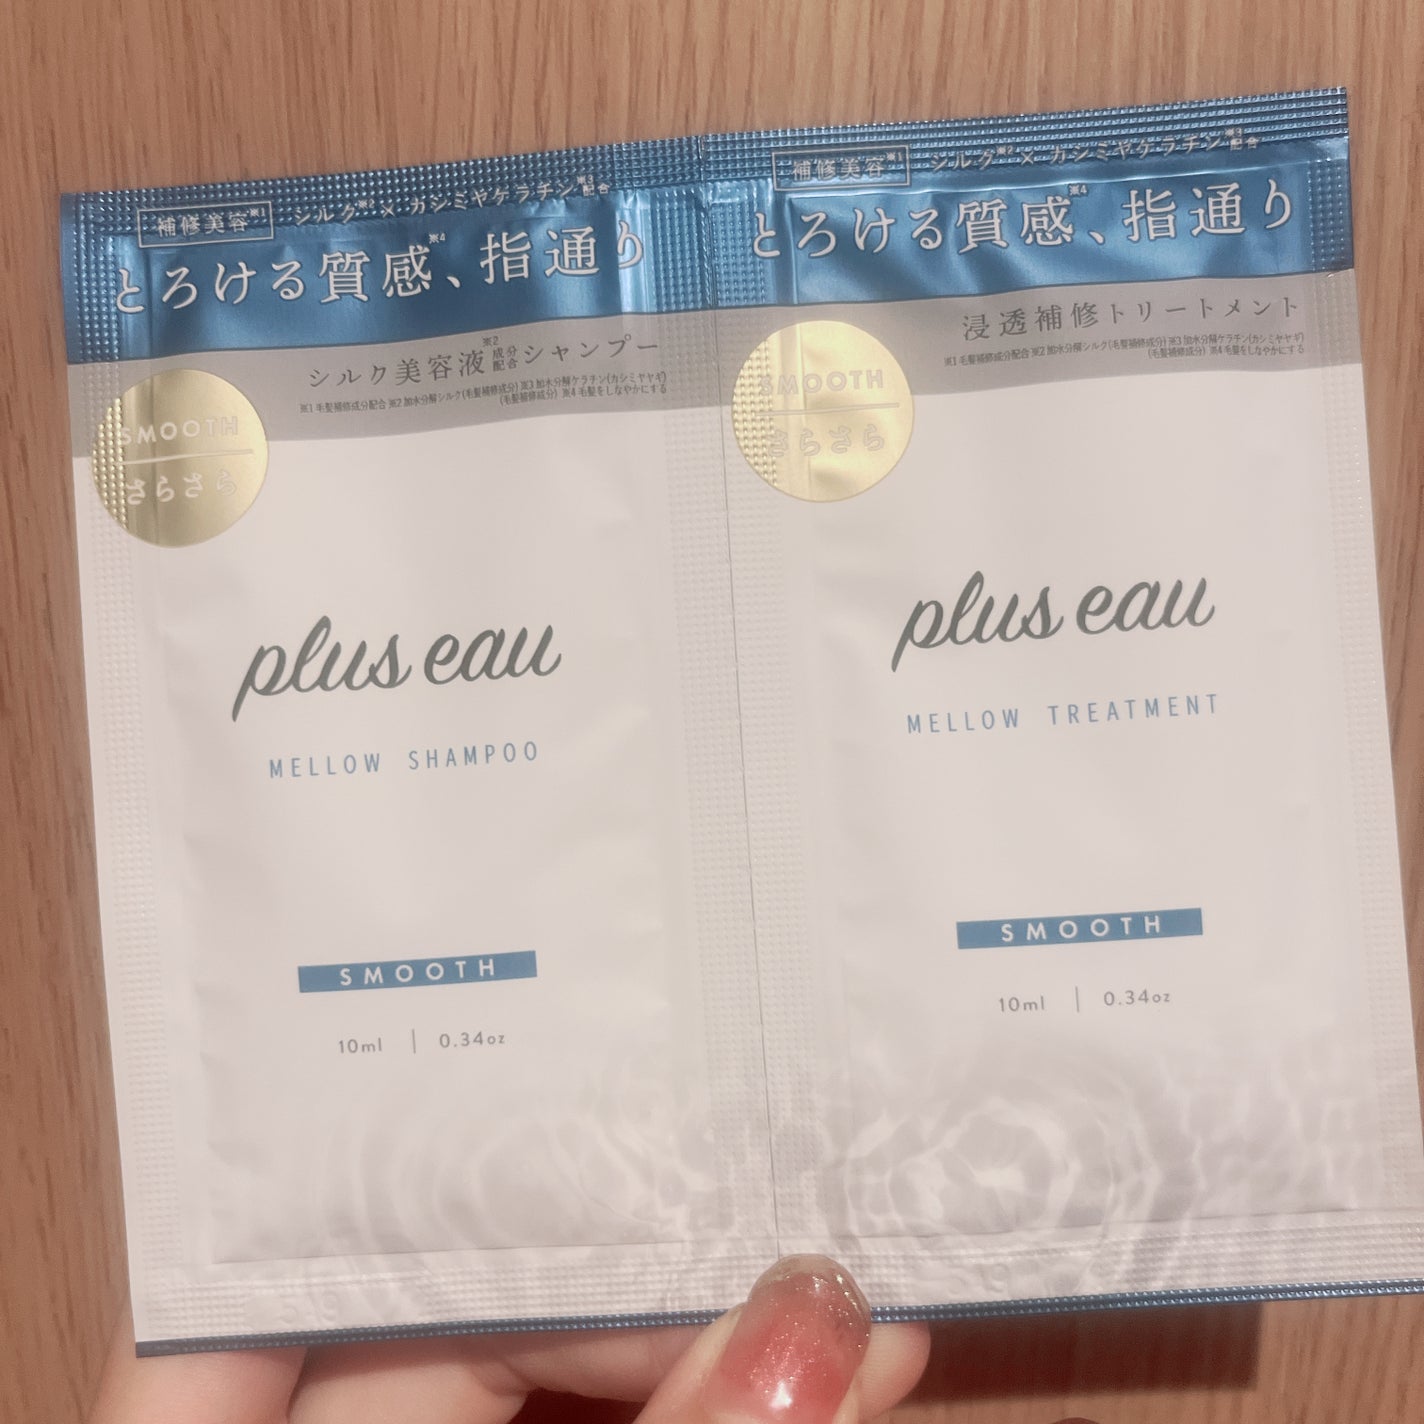 補修美容※1 シルク※2×カシミヤケラチン※3配合
とろける質感※4、指通り
シルク美容液※2成分配合シャンプー
※1 毛髪補修成分配合 ※2 加水分解シルク(毛髪補修成分) ※3 加水分解ケラチン(カシミヤヤギ)
(毛髪補修成分) ※4 毛髪をしなやかにする
SMOOTH
さらさら
plus eau
MELLOW SHAMPOO
SMOOTH
10ml | 0.34oz
補修美容※1 シルク※2×カシミヤケラチン※3配合
とろける質感※4、指通り
浸透補修トリートメント
※1 毛髪補修成分配合 ※2 加水分解シルク(毛髪補修成分) ※3 加水分解ケラチン(カシミヤヤギ)
(毛髪補修成分) ※4 毛髪をしなやかにする
SMOOTH
さらさら
plus eau
MELLOW TREATMENT
SMOOTH
10ml | 0.34oz